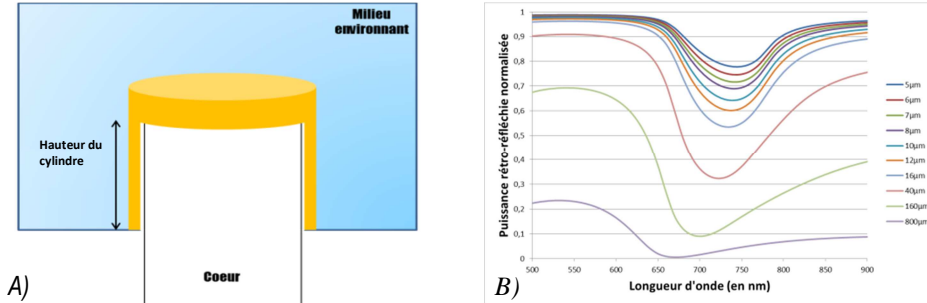 Milieu
environnant
Hauteur du
cylindre
Coeur
A)
Puissance rétro-réfléchie normalisée
1
0,9
0,8
0,7
0,6
0,5
0,4
0,3
0,2
0,1
0
500
550
600
650
700
750
800
850
900
Longueur d'onde (en nm)
5µm
6µm
7µm
8µm
10µm
12µm
16µm
40µm
160µm
800µm
B)